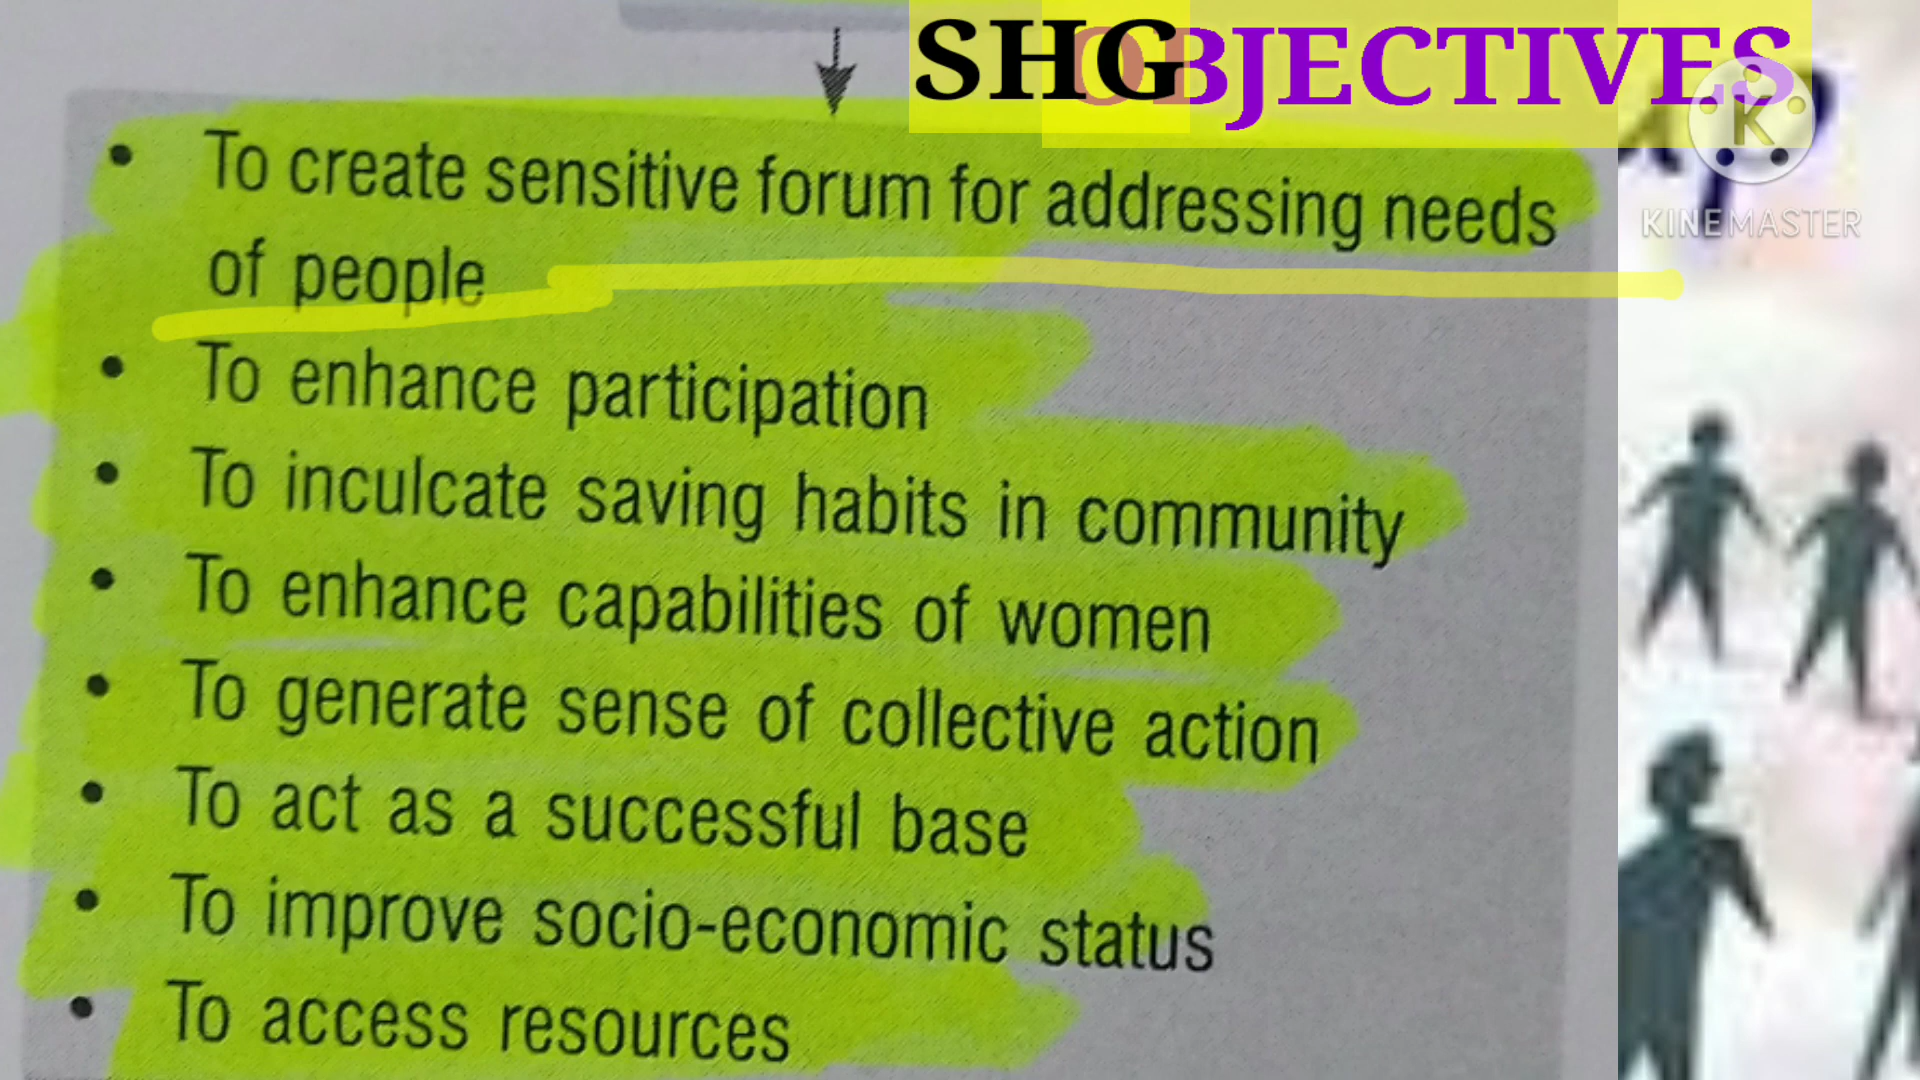 SHG OBJECTIVES
K
KINEMASTER
• To create sensitive forum for addressing needs
of people
• To enhance participation
• To inculcate saving habits in community
• To enhance capabilities of women
• To generate sense of collective action
• To act as a successful base
• To improve socio-economic status
• To access resources